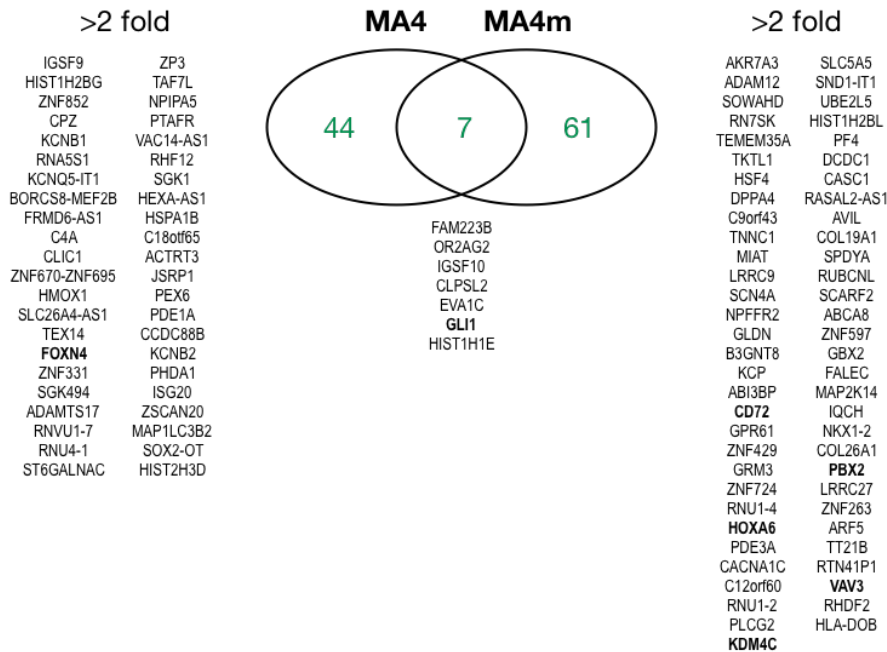 >2 fold
MA4
MA4m
>2 fold
IGSF9
HIST1H2BG
ZNF852
CPZ
KCNB1
RNA5S1
KCNQ5-IT1
BORCS8-MEF2B
FRMD6-AS1
C4A
CLIC1
ZNF670-ZNF695
HMOX1
SLC26A4-AS1
TEX14
FOXN4
ZNF331
SGK494
ADAMTS17
RNVU1-7
RNU4-1
ST6GALNAC
ZP3
TAF7L
NPIPA5
PTAFR
VAC14-AS1
RHF12
SGK1
HEXA-AS1
HSPA1B
C18otf65
ACTRT3
JSRP1
PEX6
PDE1A
CCDC88B
KCNB2
PHDA1
ISG20
ZSCAN20
MAP1LC3B2
SOX2-OT
HIST2H3D
44
7
61
FAM223B
OR2AG2
IGSF10
CLPSL2
EVA1C
GLI1
HIST1H1E
AKR7A3
ADAM12
SOWAHD
RN7SK
TEMEM35A
TKTL1
HSF4
DPPA4
C9orf43
TNNC1
MIAT
LRRC9
SCN4A
NPFFR2
GLDN
B3GNT8
KCP
ABI3BP
CD72
GPR61
ZNF429
GRM3
ZNF724
RNU1-4
HOXA6
PDE3A
CACNA1C
C12orf60
RNU1-2
PLCG2
KDM4C
SLC5A5
SND1-IT1
UBE2L5
HIST1H2BL
PF4
DCDC1
CASC1
RASAL2-AS1
AVIL
COL19A1
SPDYA
RUBCNL
SCARF2
ABCA8
ZNF597
GBX2
FALEC
MAP2K14
IQCH
NKX1-2
COL26A1
PBX2
LRRC27
ZNF263
ARF5
TT21B
RTN41P1
VAV3
RHDF2
HLA-DOB